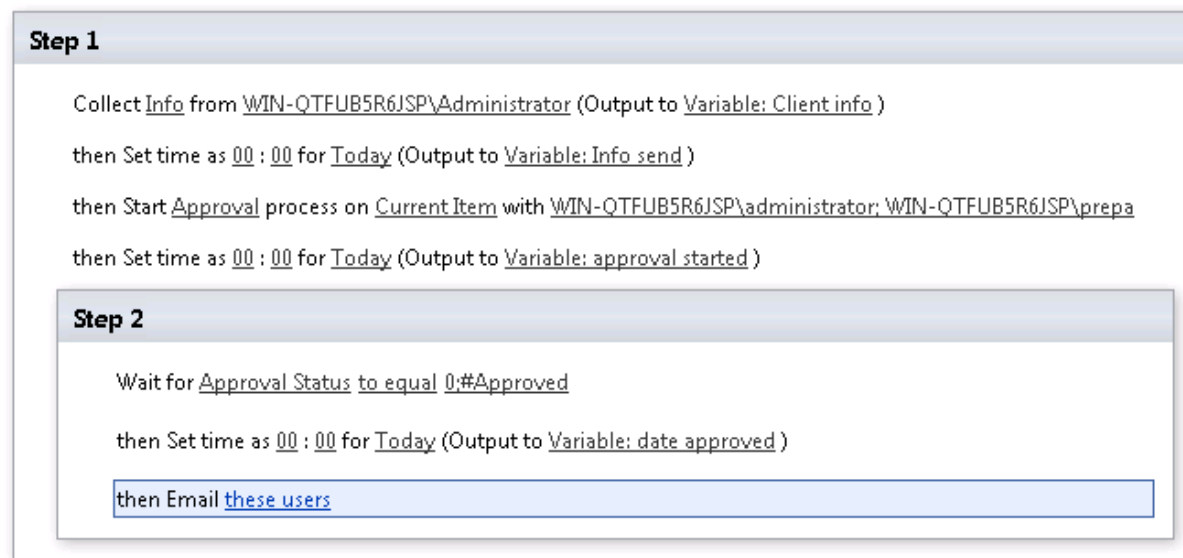 Step 1
Collect Info from WIN-QTFUB5R6JSP\Administrator (Output to Variable: Client info )
then Set time as 00 : 00 for Today (Output to Variable: Info send )
then Start Approval process on Current Item with WIN-QTFUB5R6JSP\administrator; WIN-QTFUB5R6JSP\prepa
then Set time as 00 : 00 for Today (Output to Variable: approval started )
Step 2
Wait for Approval Status to equal 0;#Approved
then Set time as 00 : 00 for Today (Output to Variable: date approved )
then Email these users